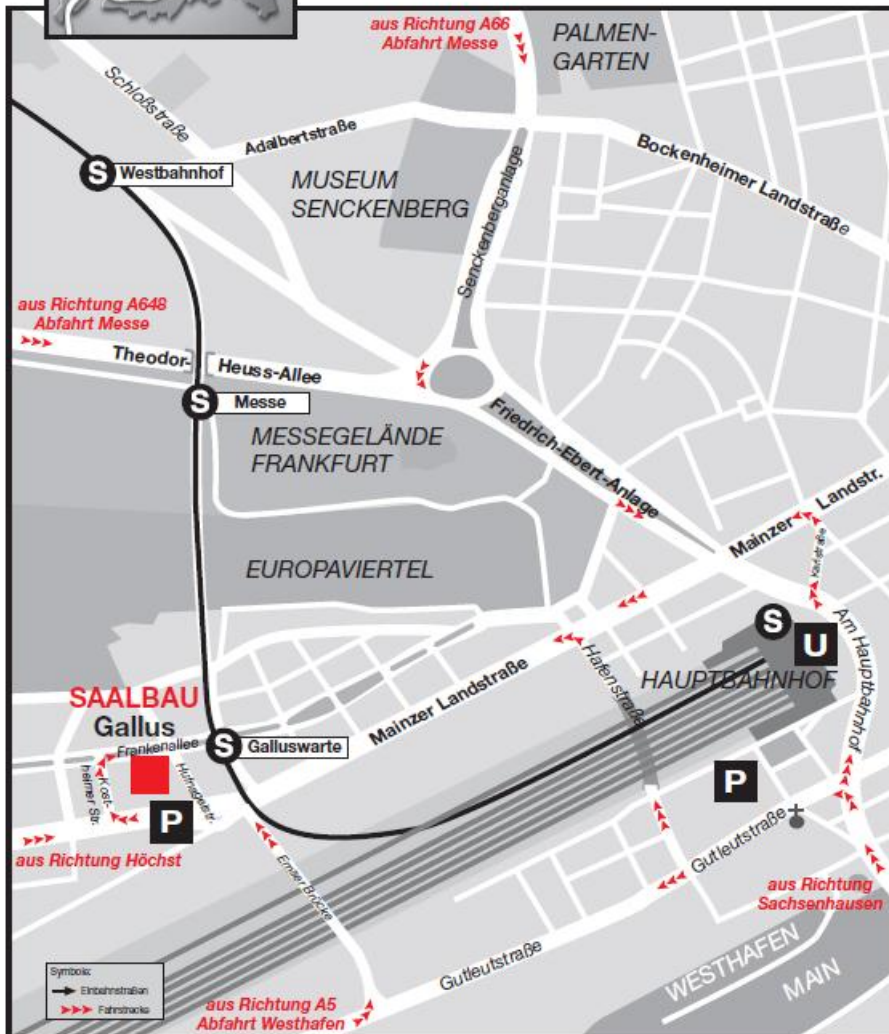 aus Richtung A66
Abfahrt Messe
PALMEN-
GARTEN
Schloßstraße
Adalbertstraße
Bockenheimer Landstraße
S Westbahnhof
MUSEUM
SENCKENBERG
Senckenberganlage
aus Richtung A648
Abfahrt Messe
Theodor-
Heuss-Allee
S Messe
MESSEGELÄNDE
FRANKFURT
Friedrich-Ebert-Anlage
Mainzer Landstr.
Karlstraße
EUROPAVIERTEL
S
U
Am Hauptbahnhof
HAUPTBAHNHOF
Hafenstraße
Mainzer Landstraße
SAALBAU
Gallus
Frankenallee
S Galluswarte
Kost-
heimer Str.
Hufnagelstr.
P
P
aus Richtung Höchst
Emser Brücke
Gutleutstraße
aus Richtung
Sachsenhausen
Gutleutstraße
WESTHAFEN
MAIN
Symbole:
Einbahnstraßen
Fahrstrecke
aus Richtung A5
Abfahrt Westhafen